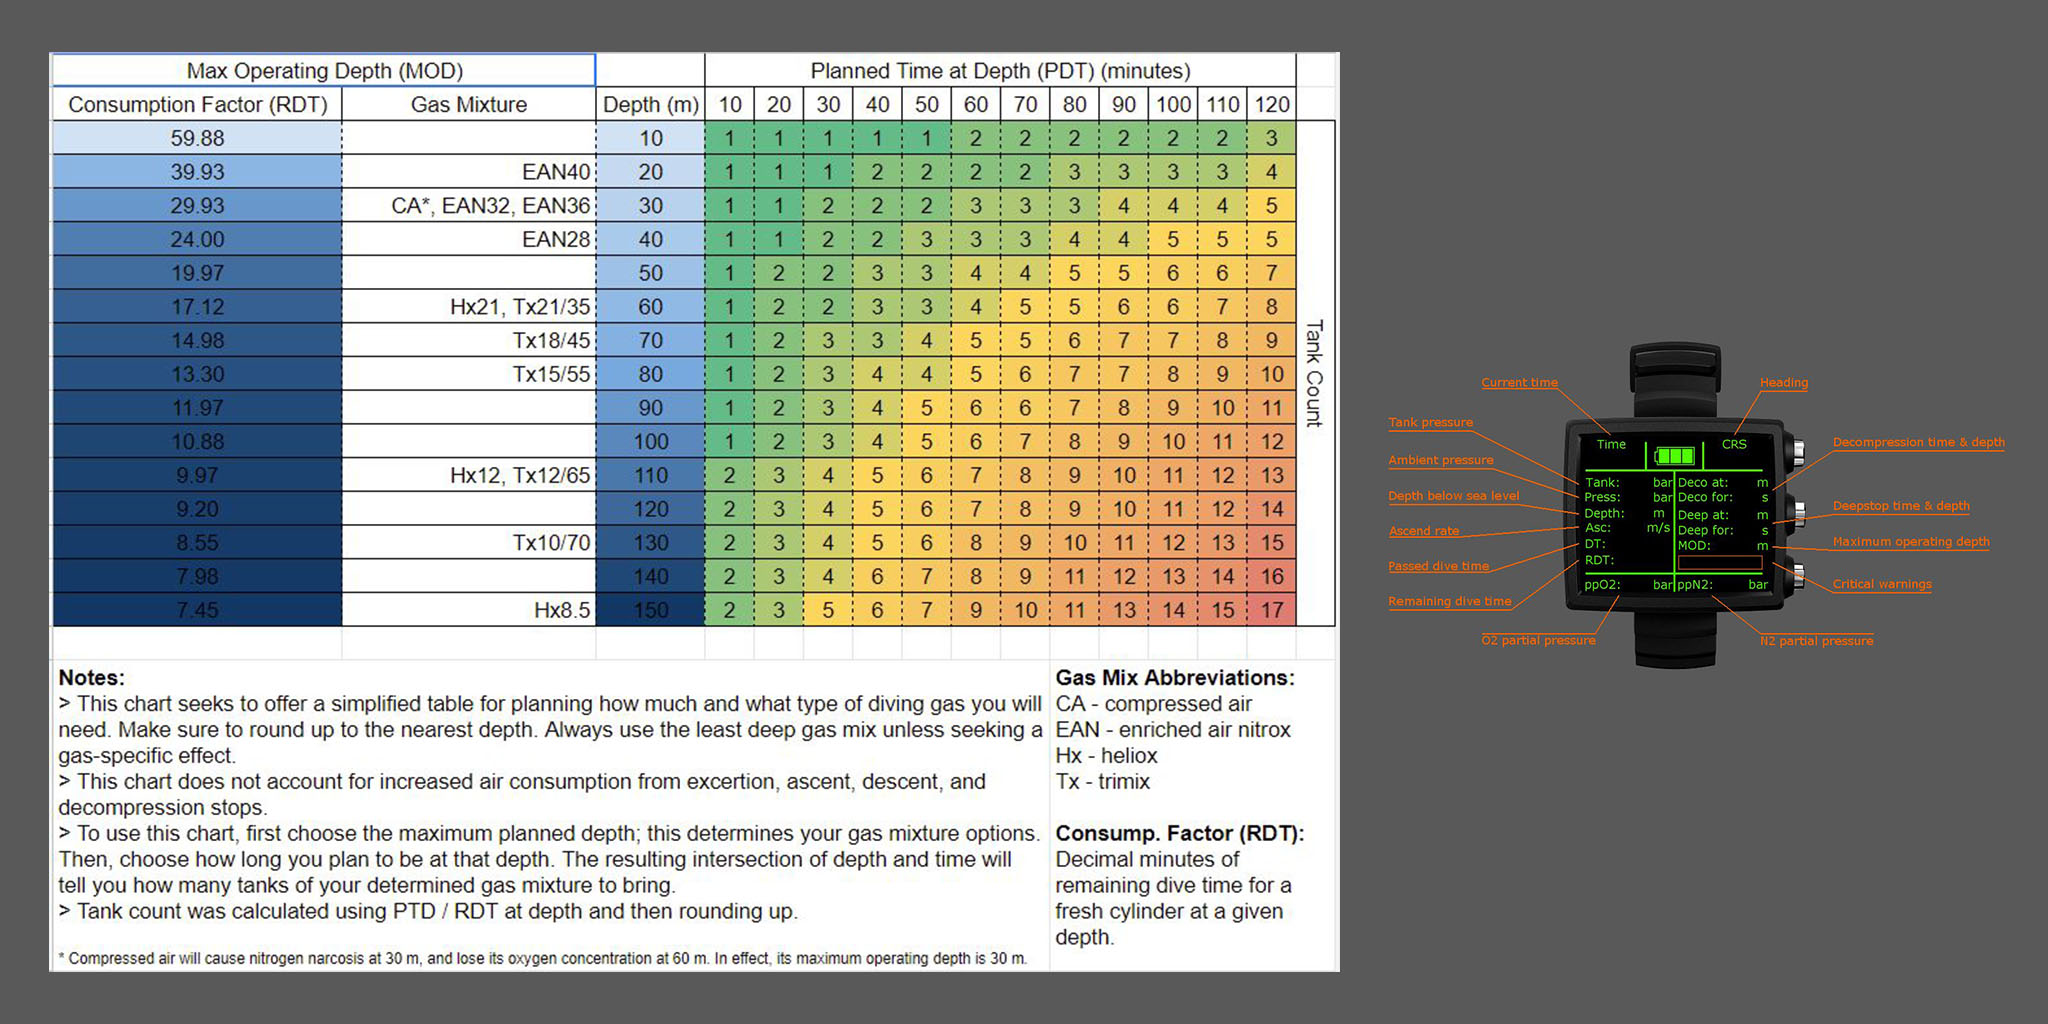 Max Operating Depth (MOD) Planned Time at Depth (PDT) (minutes)
Consumption Factor (RDT) Gas Mixture Depth (m) 10 20 30 40 50 60 70 80 90 100 110 120
59.88 10 1 1 1 1 1 2 2 2 2 2 2 3
39.93 EAN40 20 1 1 1 2 2 2 2 3 3 3 3 4
29.93 CA*, EAN32, EAN36 30 1 1 2 2 2 3 3 3 4 4 4 5
24.00 EAN28 40 1 1 2 2 3 3 3 4 4 5 5 5
19.97 50 1 2 2 3 3 4 4 5 5 6 6 7
17.12 Hx21, Tx21/35 60 1 2 2 3 3 4 5 5 6 6 7 8
14.98 Tx18/45 70 1 2 3 3 4 5 5 6 7 7 8 9
13.30 Tx15/55 80 1 2 3 4 4 5 6 7 7 8 9 10
11.97 90 1 2 3 4 5 6 6 7 8 9 10 11
10.88 100 1 2 3 4 5 6 7 8 9 10 11 12
9.97 Hx12, Tx12/65 110 2 3 4 5 6 7 8 9 10 11 12 13
9.20 120 2 3 4 5 6 7 8 9 10 11 12 14
8.55 Tx10/70 130 2 3 4 5 6 8 9 10 11 12 13 15
7.98 140 2 3 4 6 7 8 9 11 12 13 14 16
7.45 Hx8.5 150 2 3 5 6 7 9 10 11 13 14 15 17
Tank Count
Notes:
> This chart seeks to offer a simplified table for planning how much and what type of diving gas you will
need. Make sure to round up to the nearest depth. Always use the least deep gas mix unless seeking a
gas-specific effect.
> This chart does not account for increased air consumption from excertion, ascent, descent, and
decompression stops.
> To use this chart, first choose the maximum planned depth; this determines your gas mixture options.
Then, choose how long you plan to be at that depth. The resulting intersection of depth and time will
tell you how many tanks of your determined gas mixture to bring.
> Tank count was calculated using PTD / RDT at depth and then rounding up.
* Compressed air will cause nitrogen narcosis at 30 m, and lose its oxygen concentration at 60 m. In effect, its maximum operating depth is 30 m.
Gas Mix Abbreviations:
CA - compressed air
EAN - enriched air nitrox
Hx - heliox
Tx - trimix
Consump. Factor (RDT):
Decimal minutes of
remaining dive time for a
fresh cylinder at a given
depth.
Current time
Tank pressure
Ambient pressure
Depth below sea level
Ascend rate
Passed dive time
Remaining dive time
O2 partial pressure
Heading
Decompression time & depth
Deepstop time & depth
Maximum operating depth
Critical warnings
N2 partial pressure
Time CRS
Tank: bar Deco at: m
Press: bar Deco for: s
Depth: m Deep at: m
Asc: m/s Deep for: s
DT: MOD: m
RDT:
ppO2: bar ppN2: bar